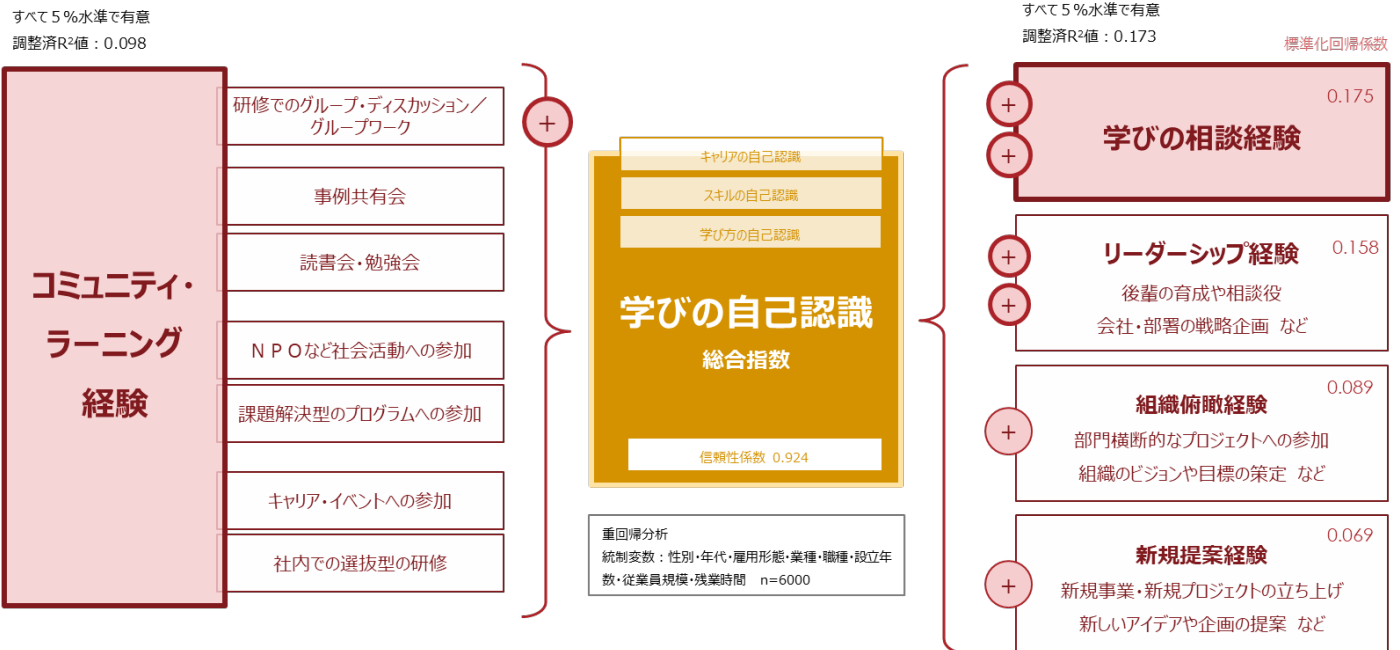 すべて５％水準で有意
調整済R²値：0.098
コミュニティ・
ラーニング
経験
研修でのグループ・ディスカッション／
グループワーク
事例共有会
読書会・勉強会
ＮＰＯなど社会活動への参加
課題解決型のプログラムへの参加
キャリア・イベントへの参加
社内での選抜型の研修
+
キャリアの自己認識
スキルの自己認識
学び方の自己認識
学びの自己認識
総合指数
信頼性係数 0.924
重回帰分析
統制変数：性別・年代・雇用形態・業種・職種・設立年
数・従業員規模・残業時間　n=6000
すべて５％水準で有意
調整済R²値：0.173
標準化回帰係数
+
+
0.175
学びの相談経験
+
+
リーダーシップ経験
0.158
後輩の育成や相談役
会社・部署の戦略企画 など
+
0.089
組織俯瞰経験
部門横断的なプロジェクトへの参加
組織のビジョンや目標の策定 など
+
0.069
新規提案経験
新規事業・新規プロジェクトの立ち上げ
新しいアイデアや企画の提案 など